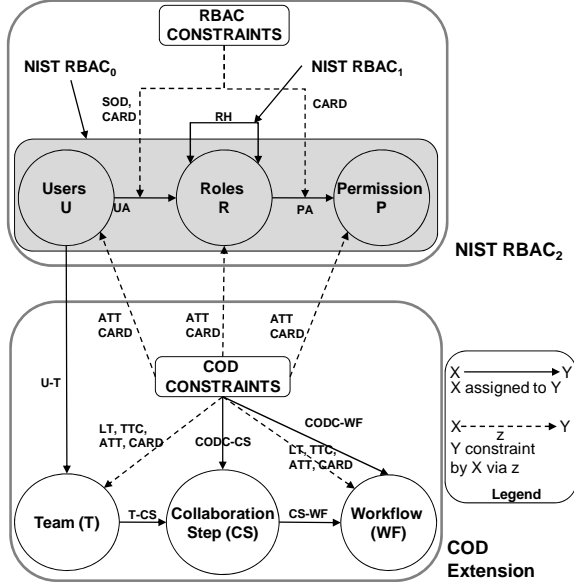 RBAC
CONSTRAINTS
NIST RBAC0
NIST RBAC1
SOD,
CARD
CARD
RH
Users
U
UA
Roles
R
PA
Permission
P
NIST RBAC2
ATT
CARD
ATT
CARD
ATT
CARD
U-T
COD
CONSTRAINTS
LT, TTC,
ATT, CARD
CODC-CS
CODC-WF
LT, TTC,
ATT, CARD
Team (T)
T-CS
Collaboration
Step (CS)
CS-WF
Workflow
(WF)
COD
Extension
X Y
X assigned to Y
X Y
z
Y constraint
by X via z
Legend